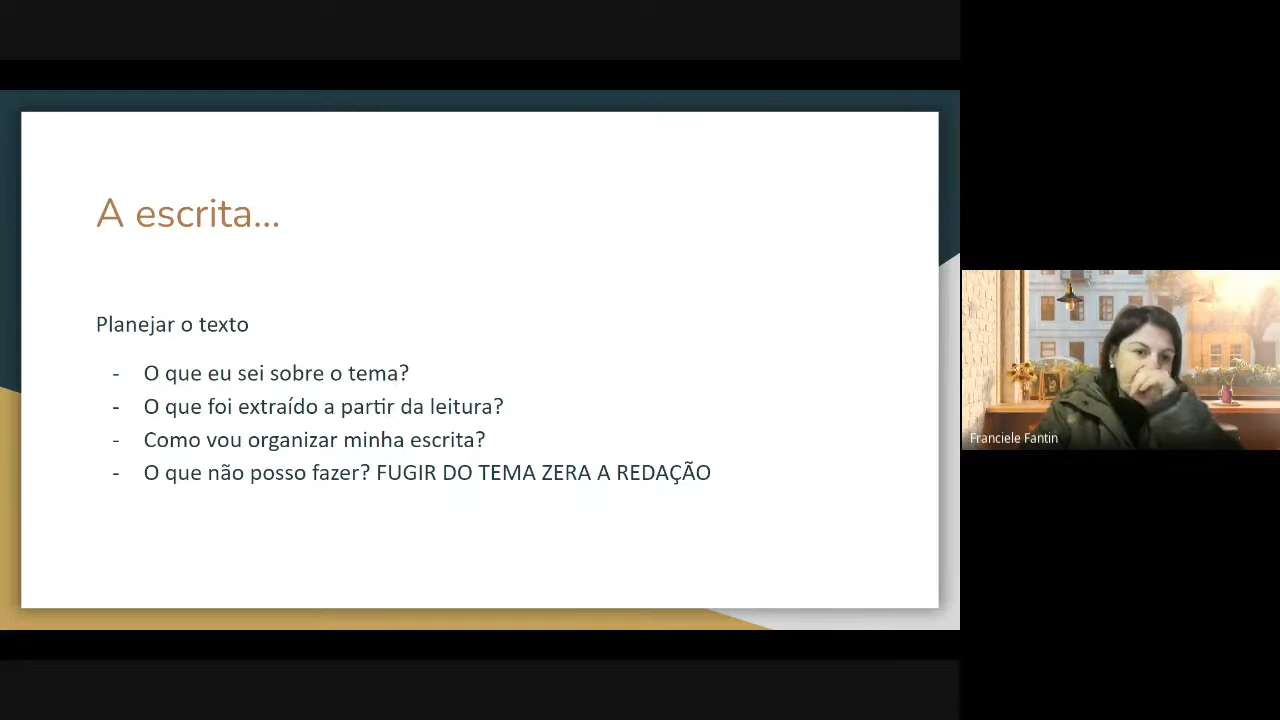 A escrita...
Planejar o texto
- O que eu sei sobre o tema?
- O que foi extraído a partir da leitura?
- Como vou organizar minha escrita?
- O que não posso fazer? FUGIR DO TEMA ZERA A REDAÇÃO
Franciele Fantin